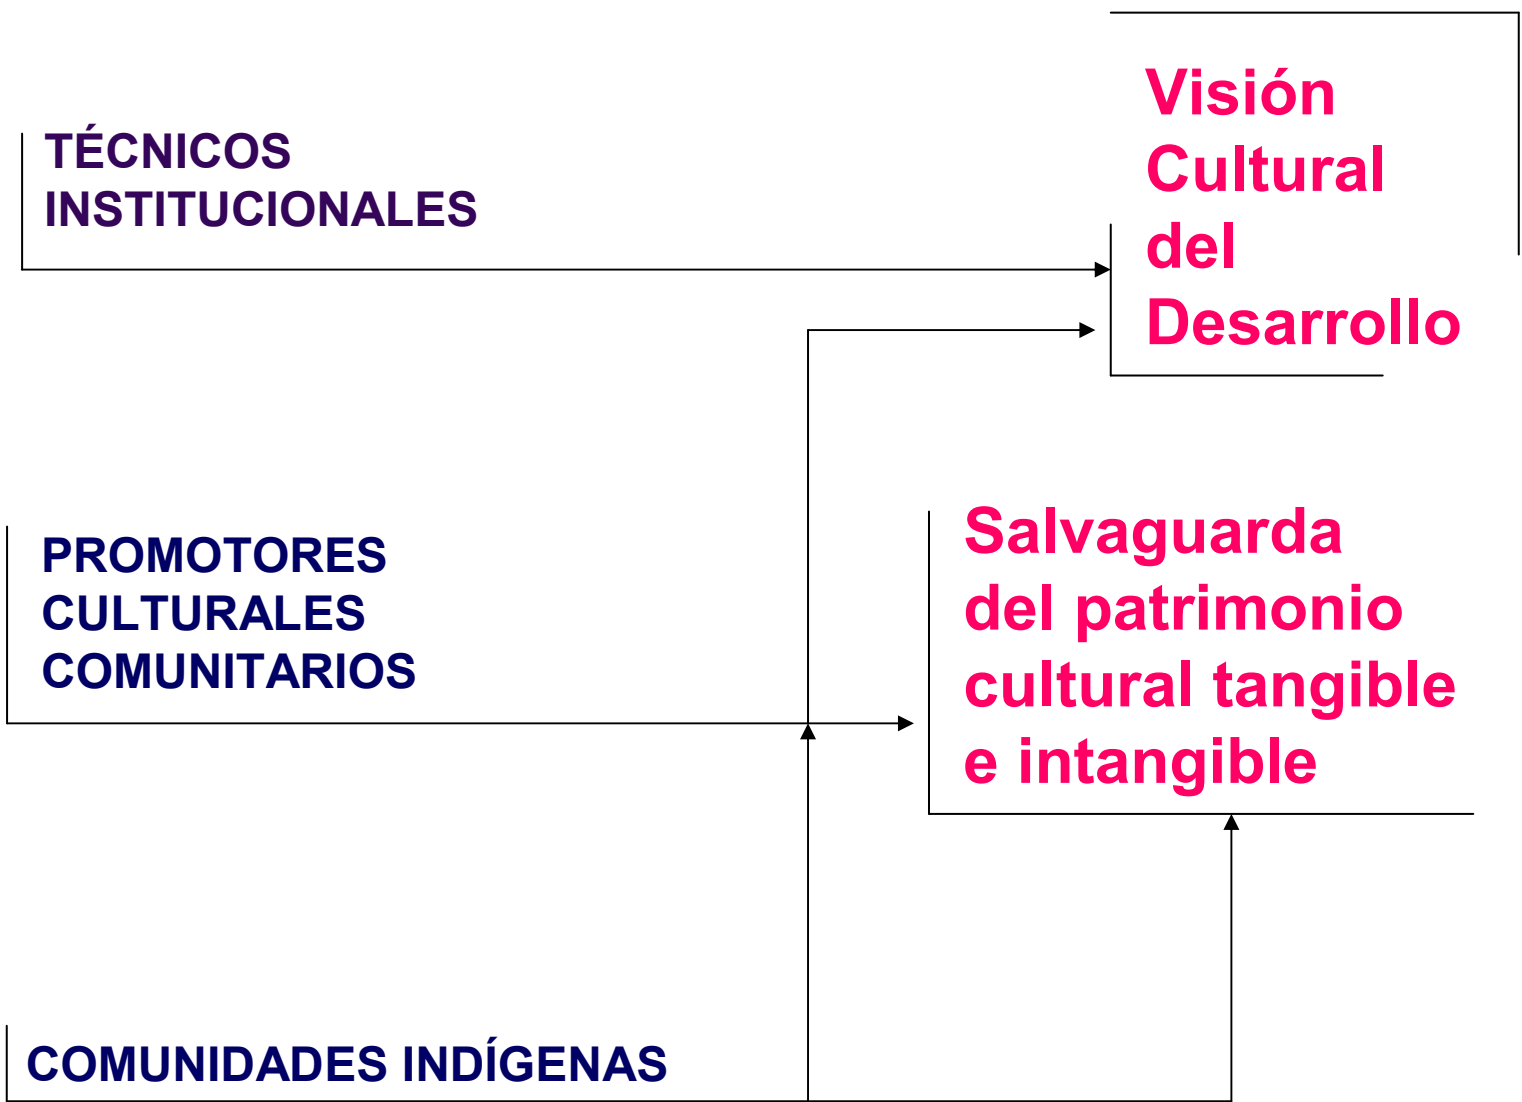 TÉCNICOS
INSTITUCIONALES
Visión
Cultural
del
Desarrollo
PROMOTORES
CULTURALES
COMUNITARIOS
Salvaguarda
del patrimonio
cultural tangible
e intangible
COMUNIDADES INDÍGENAS